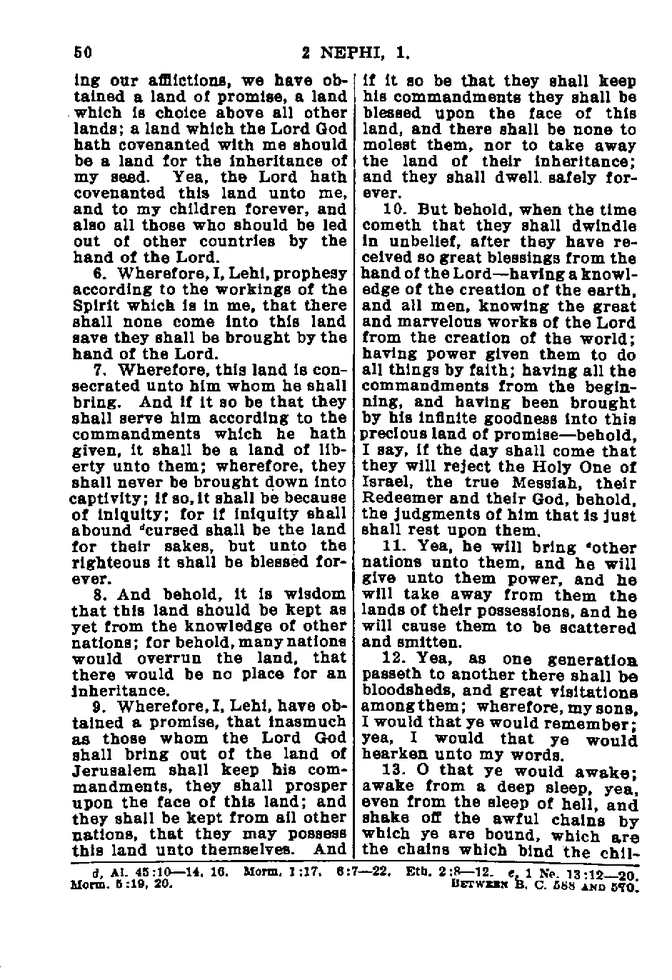 50
2 NEPHI, 1.
ing our afflictions, we have ob-
tained a land of promise, a land
which is choice above all other
lands; a land which the Lord God
hath covenanted with me should
be a land for the inheritance of
my seed. Yea, the Lord hath
covenanted this land unto me,
and to my children forever, and
also all those who should be led
out of other countries by the
hand of the Lord.
6. Wherefore, I, Lehi, prophesy
according to the workings of the
Spirit which is in me, that there
shall none come into this land
save they shall be brought by the
hand of the Lord.
7. Wherefore, this land is con-
secrated unto him whom he shall
bring. And if it so be that they
shall serve him according to the
commandments which he hath
given, it shall be a land of lib-
erty unto them; wherefore, they
shall never be brought down into
captivity; if so, it shall be because
of iniquity; for if iniquity shall
abound dcursed shall be the land
for their sakes, but unto the
righteous it shall be blessed for-
ever.
8. And behold, it is wisdom
that this land should be kept as
yet from the knowledge of other
nations; for behold, many nations
would overrun the land, that
there would be no place for an
inheritance.
9. Wherefore, I, Lehi, have ob-
tained a promise, that inasmuch
as those whom the Lord God
shall bring out of the land of
Jerusalem shall keep his com-
mandments, they shall prosper
upon the face of this land; and
they shall be kept from all other
nations, that they may possess
this land unto themselves. And
if it so be that they shall keep
his commandments they shall be
blessed upon the face of this
land, and there shall be none to
molest them, nor to take away
the land of their inheritance;
and they shall dwell safely for-
ever.
10. But behold, when the time
cometh that they shall dwindle
in unbelief, after they have re-
ceived so great blessings from the
hand of the Lord—having a knowl-
edge of the creation of the earth,
and all men, knowing the great
and marvelous works of the Lord
from the creation of the world;
having power given them to do
all things by faith; having all the
commandments from the begin-
ning, and having been brought
by his infinite goodness into this
precious land of promise—behold,
I say, if the day shall come that
they will reject the Holy One of
Israel, the true Messiah, their
Redeemer and their God, behold,
the judgments of him that is just
shall rest upon them.
11. Yea, he will bring eother
nations unto them, and he will
give unto them power, and he
will take away from them the
lands of their possessions, and he
will cause them to be scattered
and smitten.
12. Yea, as one generation
passeth to another there shall be
bloodsheds, and great visitations
among them; wherefore, my sons,
I would that ye would remember;
yea, I would that ye would
hearken unto my words.
13. O that ye would awake;
awake from a deep sleep, yea,
even from the sleep of hell, and
shake off the awful chains by
which ye are bound, which are
the chains which bind the chil-
d, Al. 45:10—14, 16. Morm. 1:17. 6:7—22. Eth. 2:8—12. e, 1 Ne. 13:12—20.
Morm. 5:19, 20.
BETWEEN B. C. 588 AND 570.